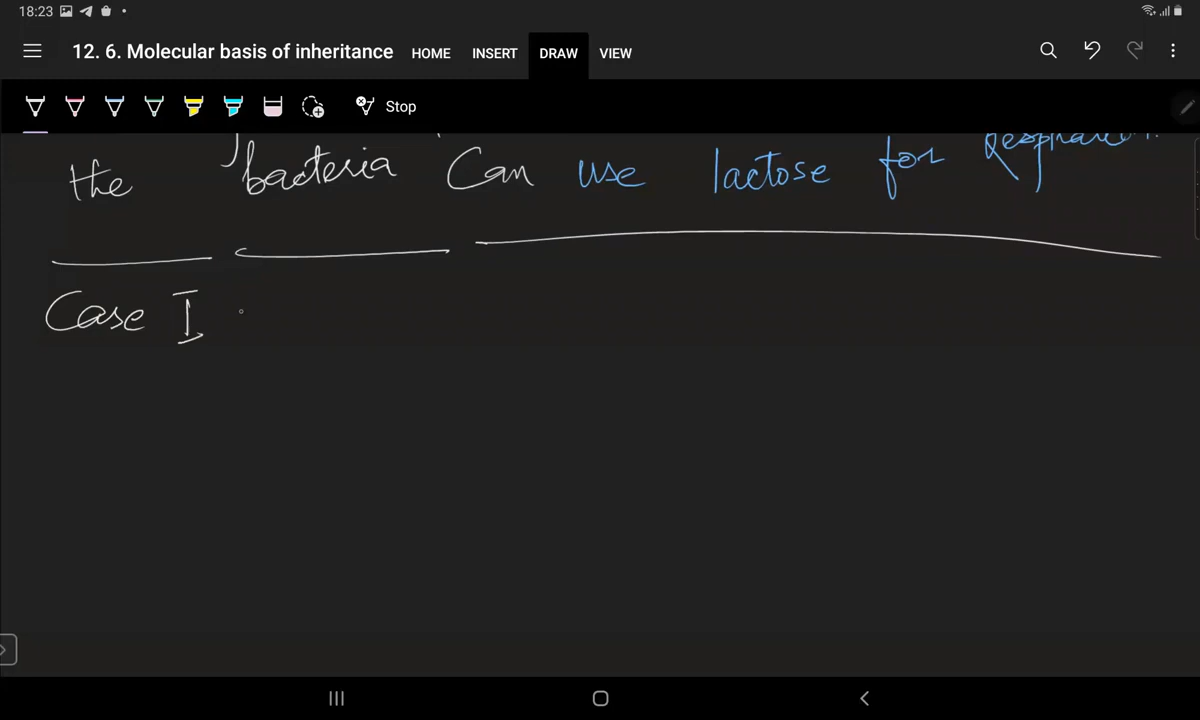 18:23
12. 6. Molecular basis of inheritance HOME INSERT DRAW VIEW
Stop
the bacteria can use lactose for Respiration.
Case I